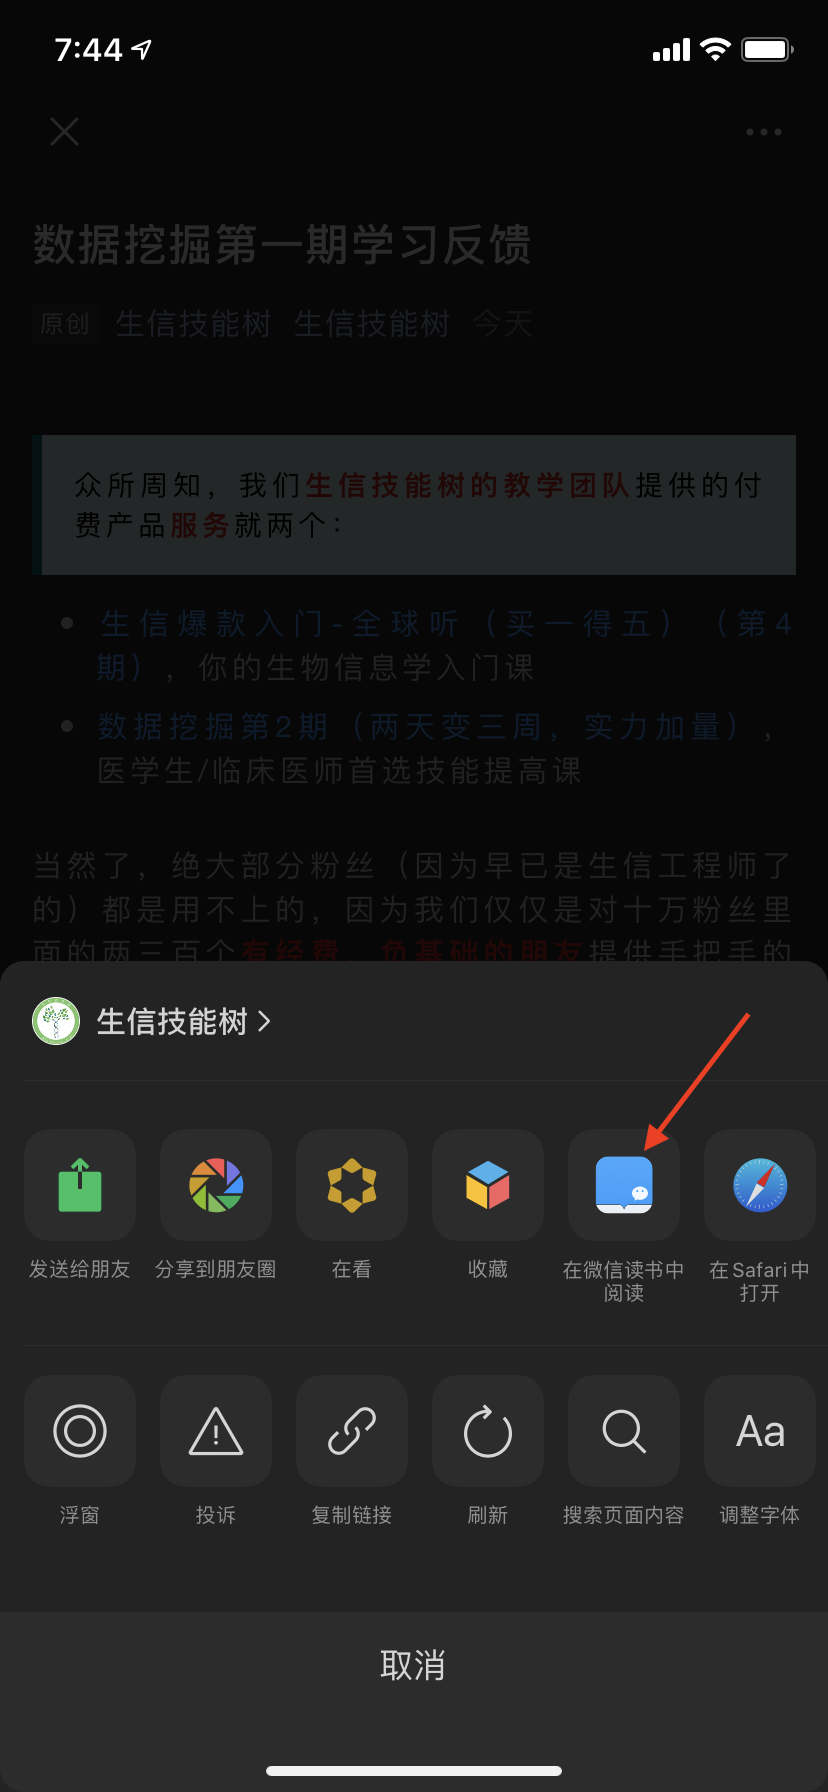 7:44
数据挖掘第一期学习反馈
原创 生信技能树 生信技能树 今天
众所周知，我们生信技能树的教学团队提供的付
费产品服务就两个：
生信爆款入门-全球听（买一得五）（第4
期），你的生物信息学入门课
数据挖掘第2期（两天变三周，实力加量），
医学生/临床医师首选技能提高课
当然了，绝大部分粉丝（因为早已是生信工程师了
的）都是用不上的，因为我们仅仅是对十万粉丝里
面的两三百个有经费，负基础的朋友提供手把手的
生信技能树
发送给朋友 分享到朋友圈 在看 收藏 在微信读书中 在Safari中
阅读 打开
浮窗 投诉 复制链接 刷新 搜索页面内容 Aa 调整字体
取消